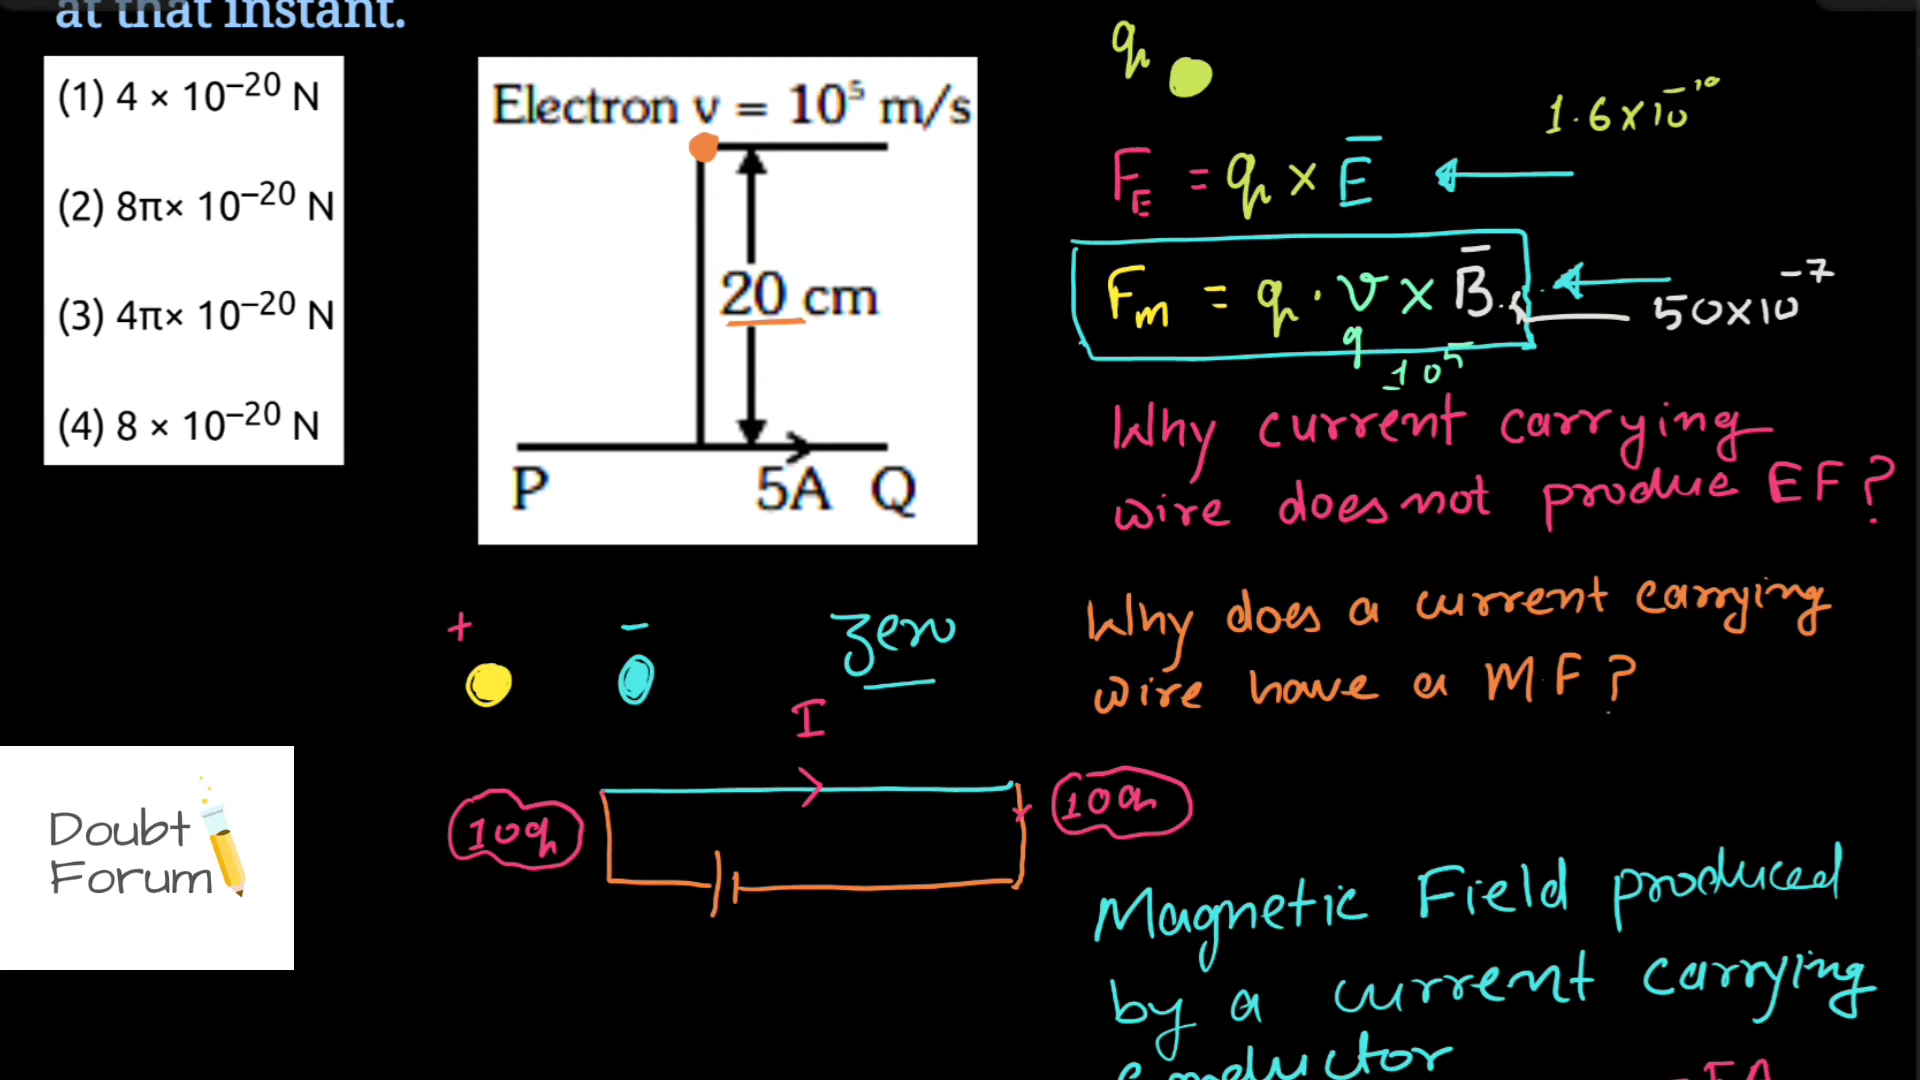 at that instant.
(1) 4 × 10⁻²⁰ N
(2) 8π× 10⁻²⁰ N
(3) 4π× 10⁻²⁰ N
(4) 8 × 10⁻²⁰ N
Electron v = 10⁵ m/s
20 cm
P 5A Q
q
1.6×10⁻¹⁰
F_E = q × E̅
F_m = q · v × B̅
50×10⁻⁷
q
10⁵
Why current carrying
wire does not produe EF?
Why does a current carrying
wire have a M.F?
+ − zero
I
10q 10q
Doubt
Forum
Magnetic Field produced
by a current carrying
conductor